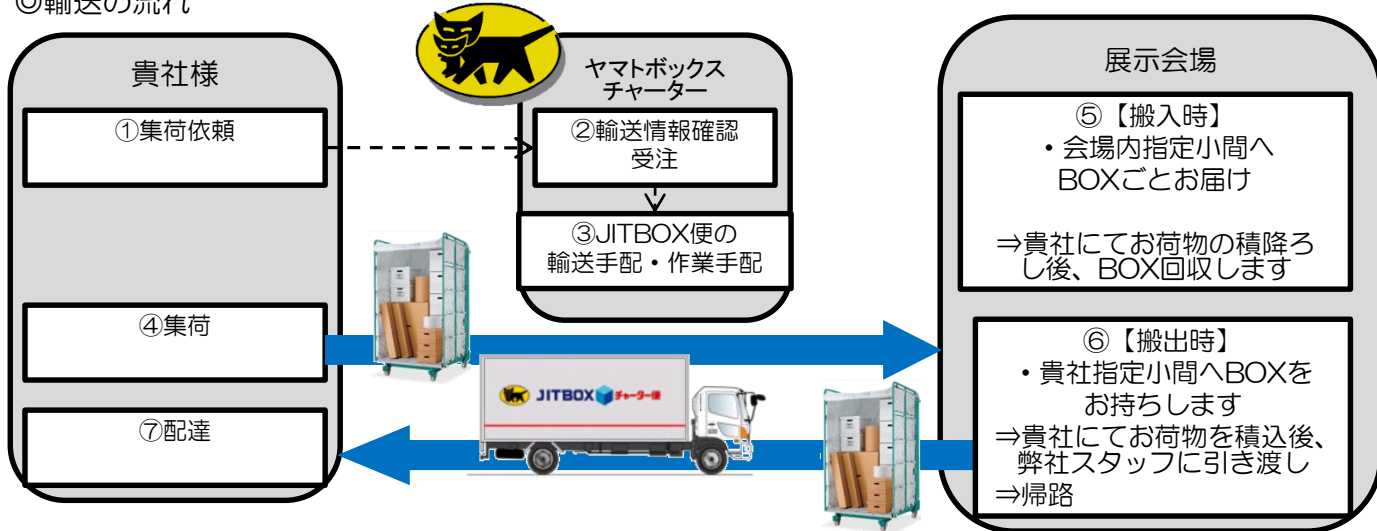 ◎輸送の流れ
貴社様
①集荷依頼
④集荷
⑦配達
ヤマトボックス
チャーター
②輸送情報確認
受注
③JITBOX便の
輸送手配・作業手配
JITBOX チャーター便
展示会場
⑤【搬入時】
・会場内指定小間へ
BOXごとお届け
⇒貴社にてお荷物の積降ろ
し後、BOX回収します
⑥【搬出時】
・貴社指定小間へBOXを
お持ちします
⇒貴社にてお荷物を積込後、
弊社スタッフに引き渡し
⇒帰路